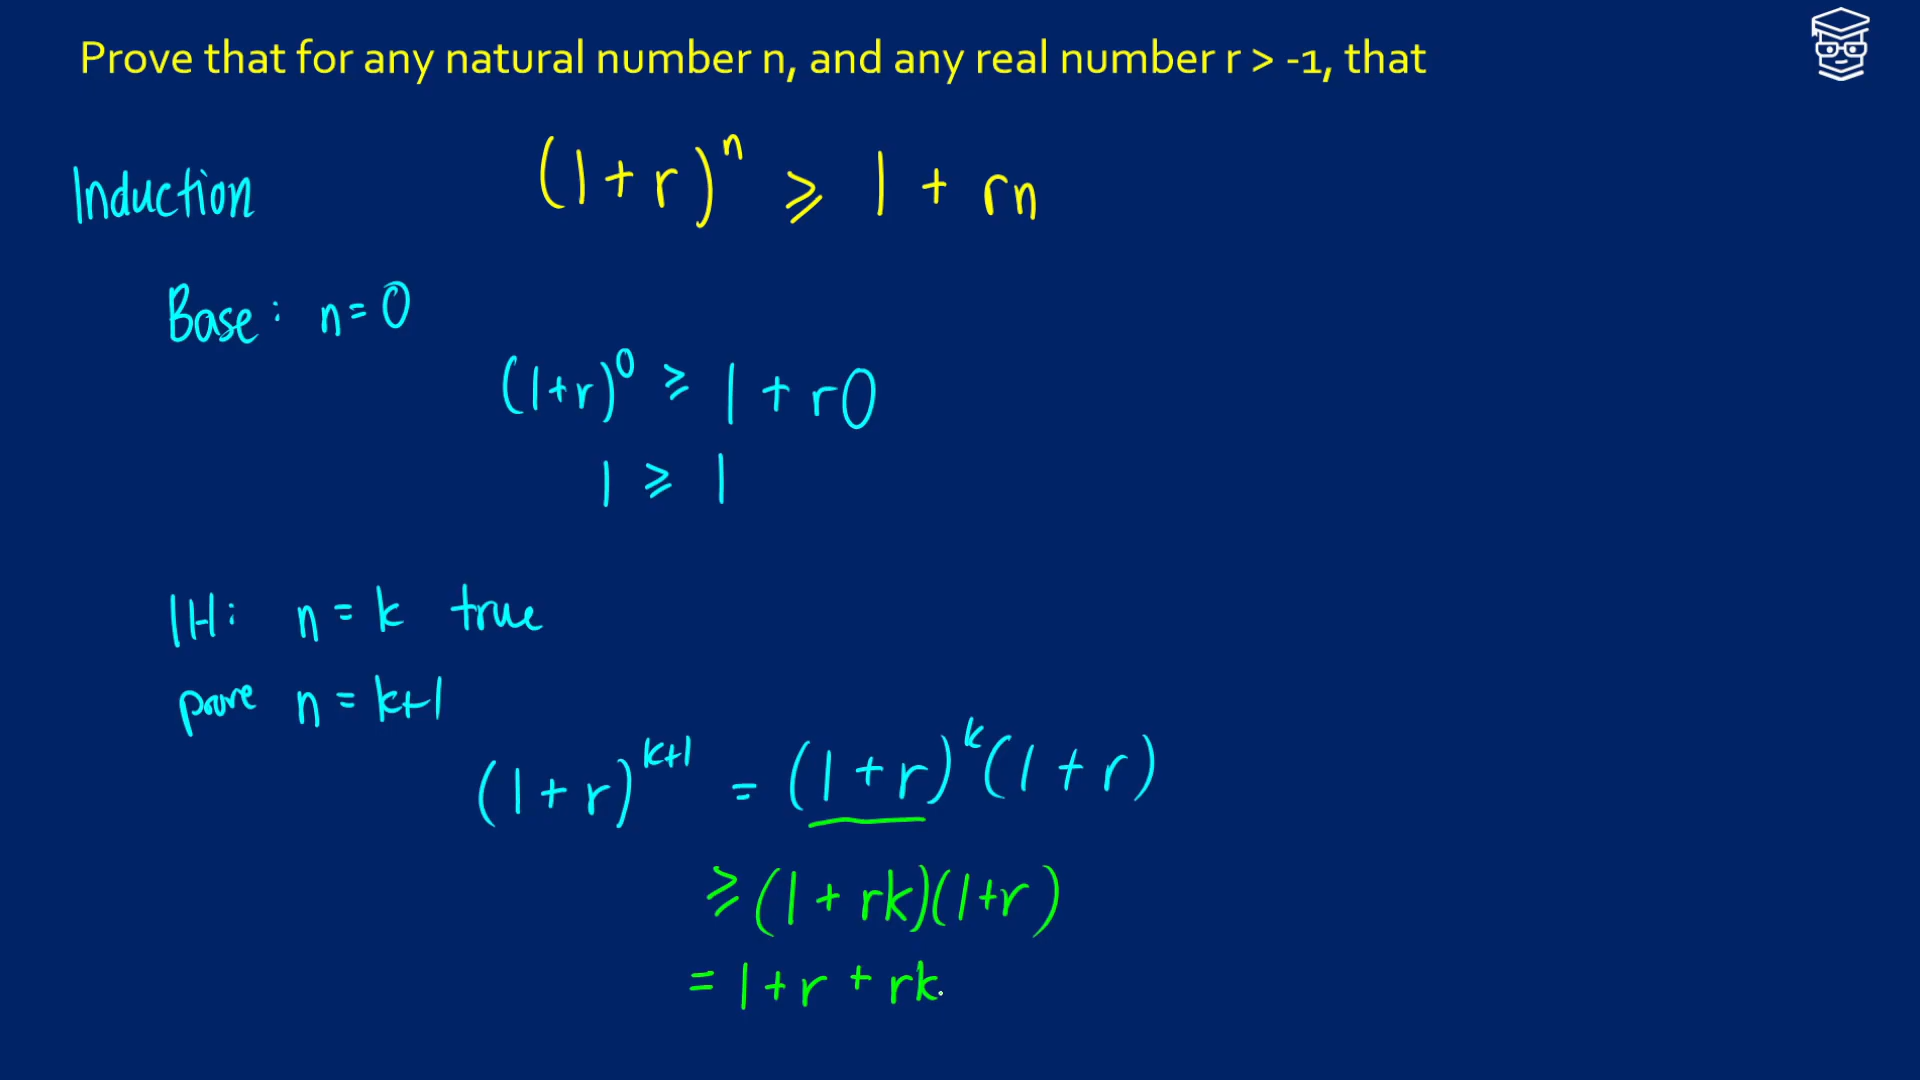 Prove that for any natural number n, and any real number r > -1, that
(1+r)^n ⩾ 1 + rn
Induction
Base: n=0
(1+r)^0 ⩾ 1 + r0
1 ⩾ 1
IH: n = k true
prove n = k+1
(1+r)^{k+1} = (1+r)^k(1+r)
⩾ (1+rk)(1+r)
= 1+r + rk